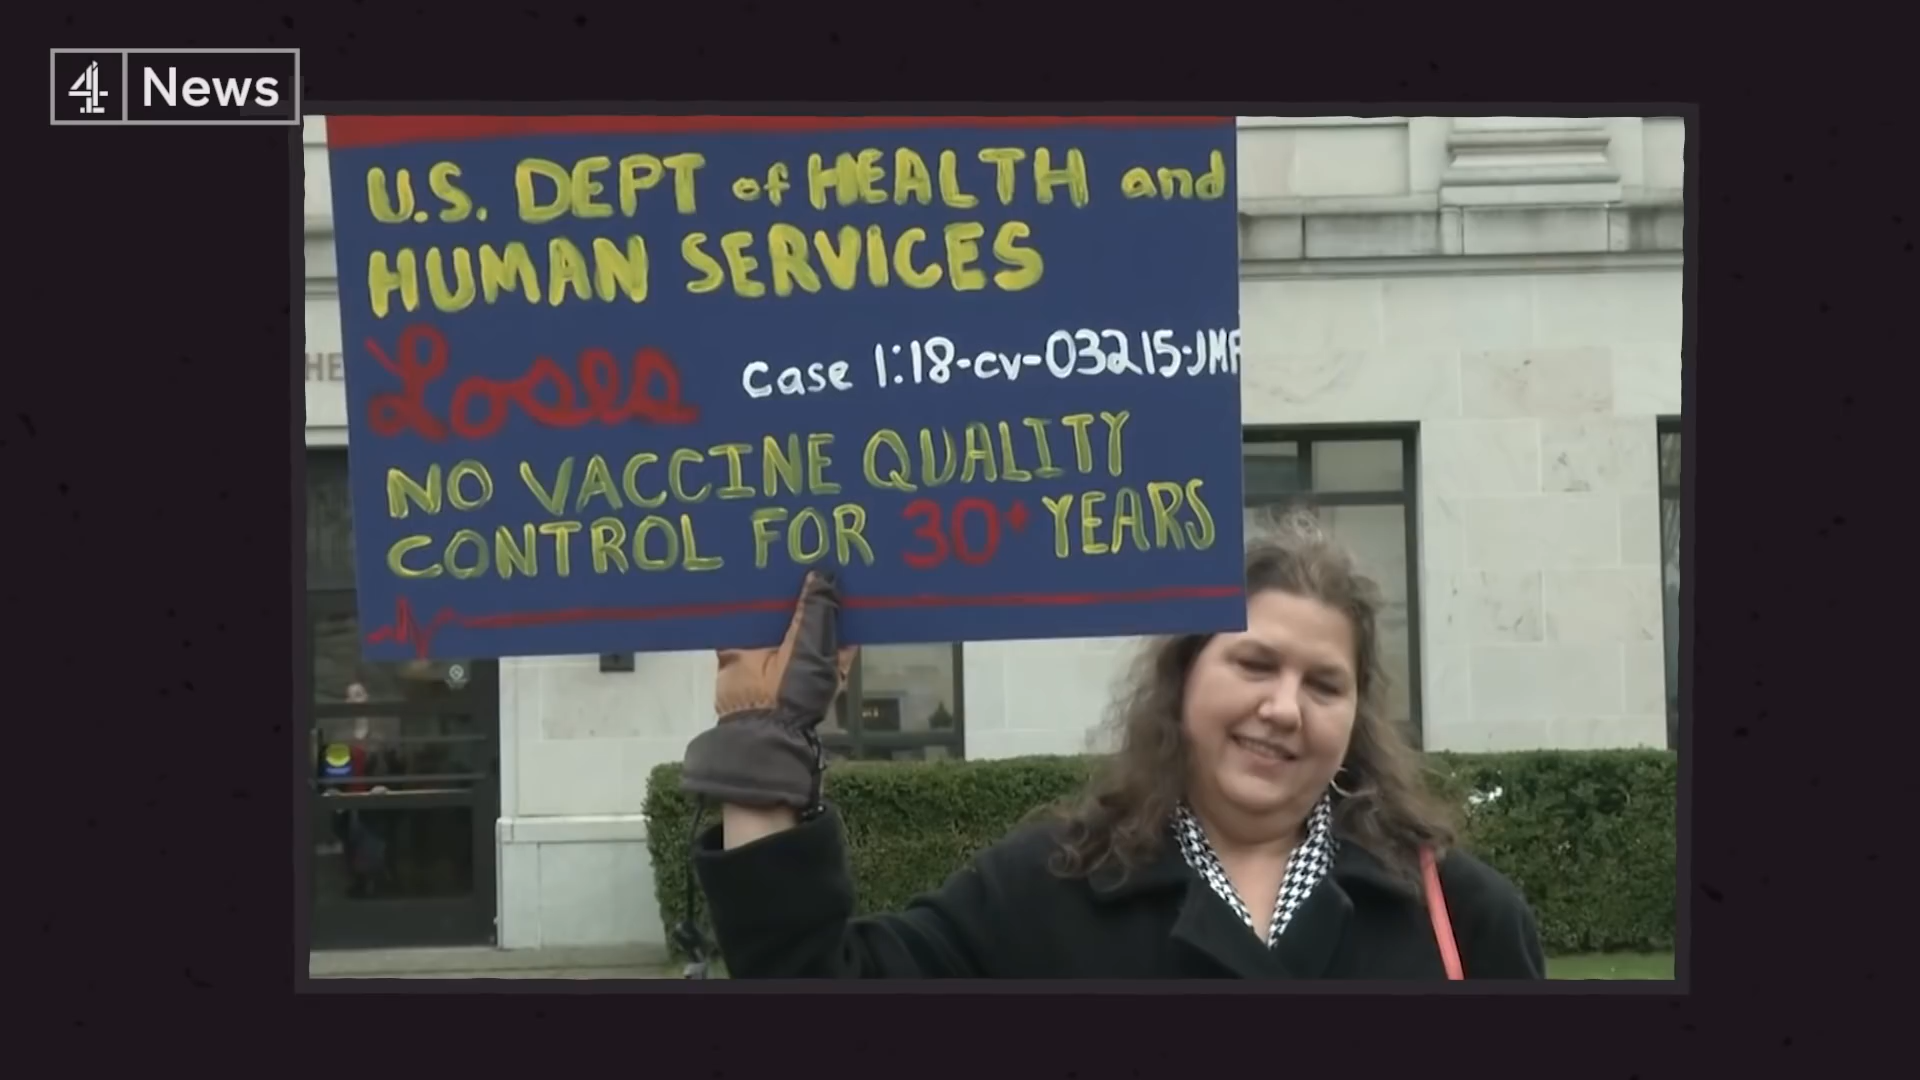 4 News
U.S. DEPT of HEALTH and
HUMAN SERVICES
Loses Case 1:18-cv-03215-JMF
NO VACCINE QUALITY
CONTROL FOR 30+ YEARS
HE